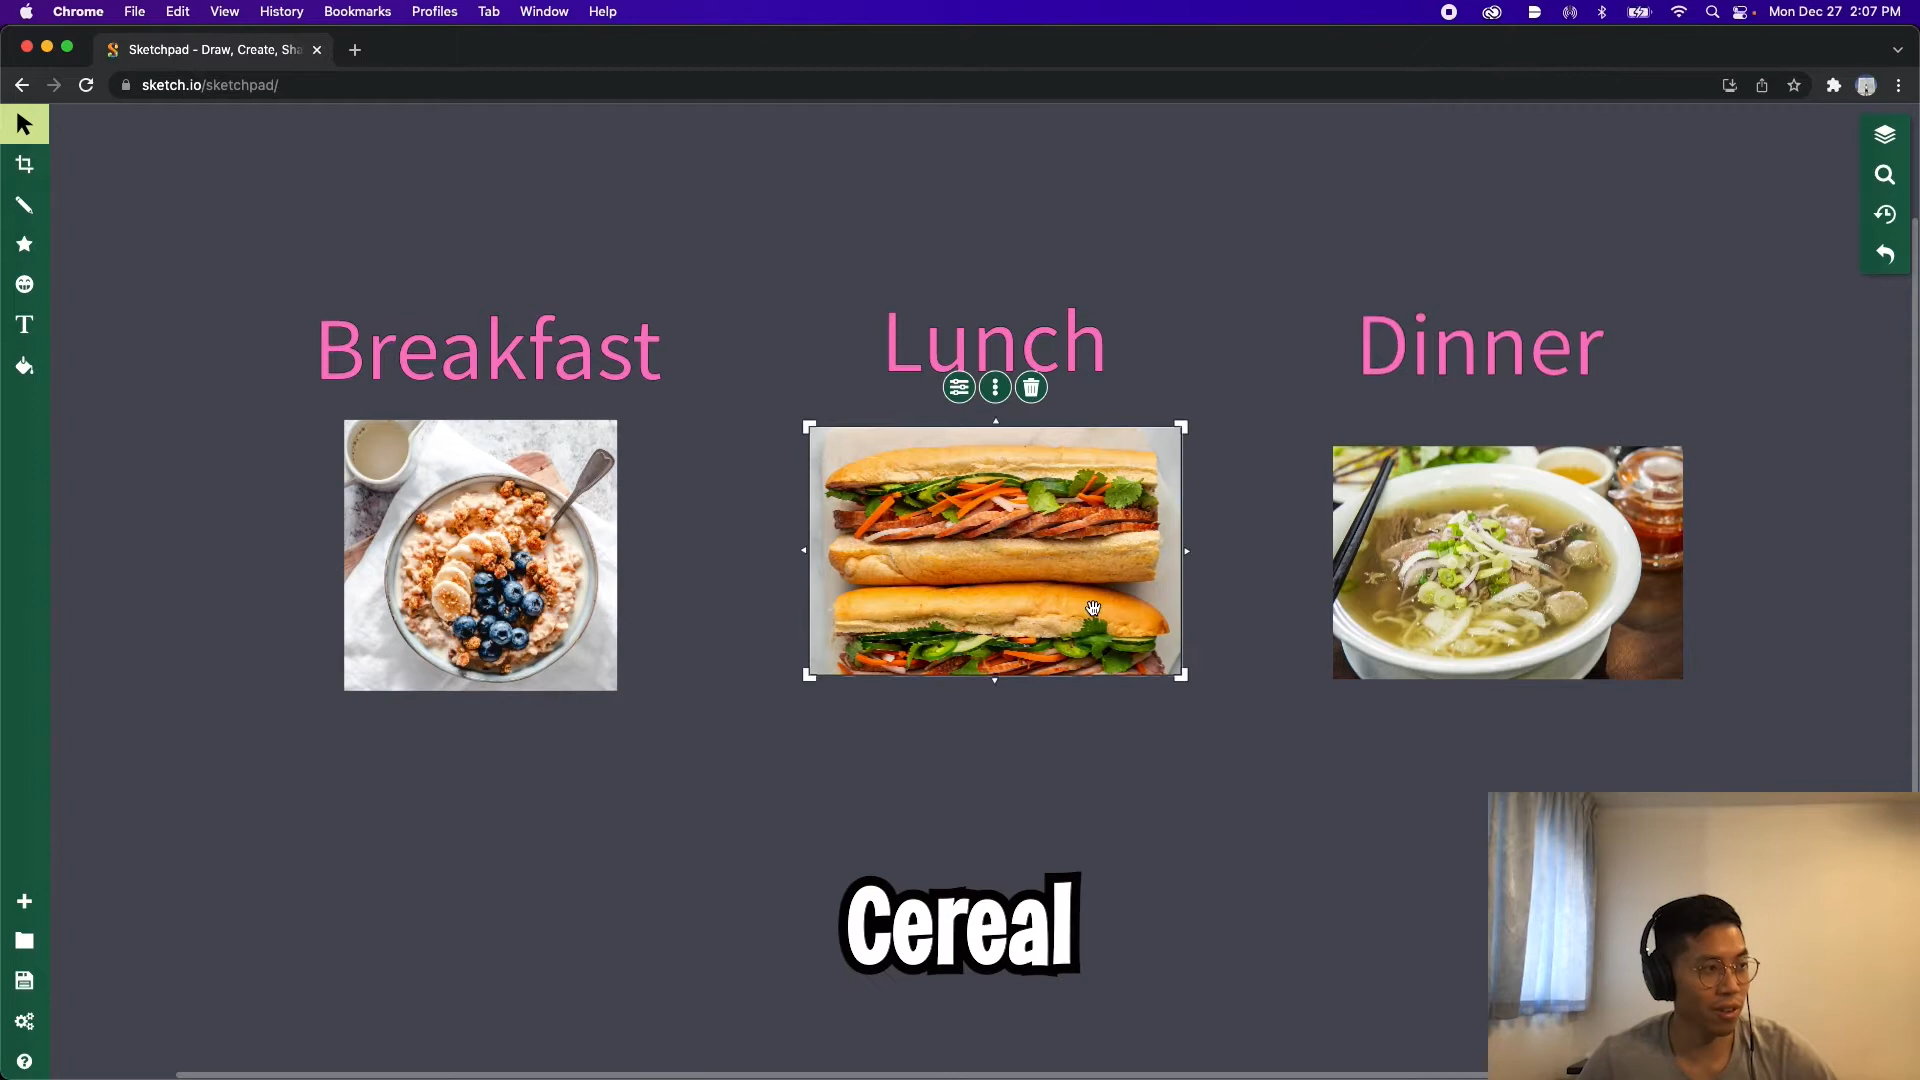 Chrome File Edit View History Bookmarks Profiles Tab Window Help Mon Dec 27 2:07 PM
Sketchpad - Draw, Create, Sha
sketch.io/sketchpad/
T
Breakfast Lunch Dinner
Cereal